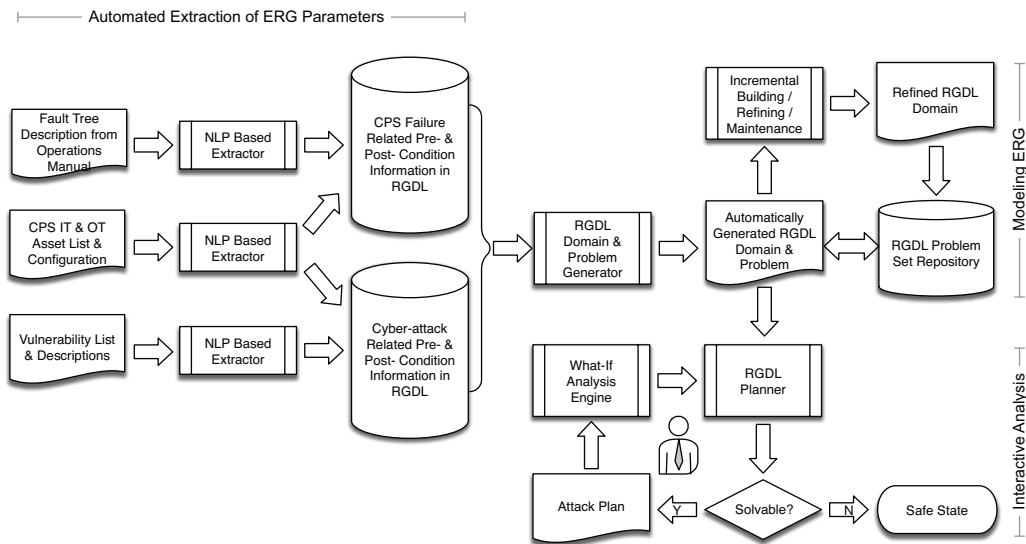 Automated Extraction of ERG Parameters
Fault Tree
Description from
Operations
Manual
NLP Based
Extractor
CPS Failure
Related Pre- &
Post- Condition
Information in
RGDL
CPS IT & OT
Asset List &
Configuration
NLP Based
Extractor
Vulnerability List
& Descriptions
NLP Based
Extractor
Cyber-attack
Related Pre- &
Post- Condition
Information in
RGDL
RGDL
Domain &
Problem
Generator
Incremental
Building /
Refining /
Maintenance
Refined RGDL
Domain
Automatically
Generated RGDL
Domain &
Problem
RGDL Problem
Set Repository
Modeling ERG
What-If
Analysis
Engine
RGDL
Planner
Attack Plan
Y
Solvable?
N
Safe State
Interactive Analysis